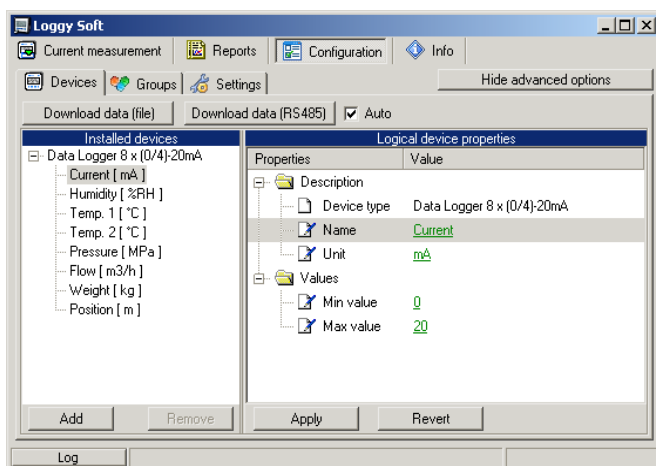 Loggy Soft
Current measurement Reports Configuration Info
Devices Groups Settings Hide advanced options
Download data (file) Download data (RS485) Auto
Installed devices Logical device properties
Data Logger 8 x (0/4)-20mA Properties Value
Current [ mA ] Description
Humidity [ %RH ] Device type Data Logger 8 x (0/4)-20mA
Temp. 1 [ °C ] Name Current
Temp. 2 [ °C ] Unit mA
Pressure [ MPa ] Values
Flow [ m3/h ] Min value 0
Weight [ kg ] Max value 20
Position [ m ]
Add Remove Apply Revert
Log